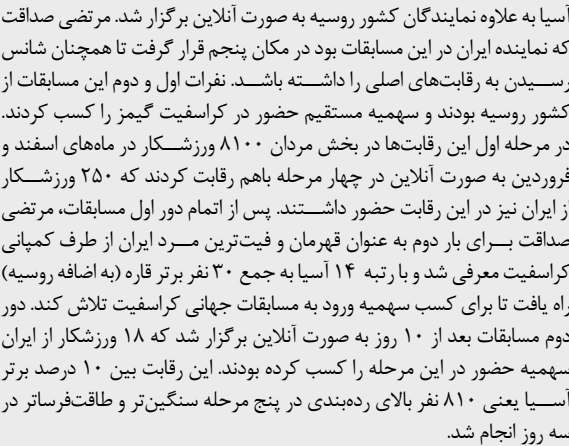 آسیا به علاوه نمایندگان کشور روسیه به صورت آنلاین برگزار شد. مرتضی صداقت
که نماینده ایران در این مسابقات بود در مکان پنجم قرار گرفت تا همچنان شانس
رسیدن به رقابت‌های اصلی را داشته باشد. نفرات اول و دوم این مسابقات از
کشور روسیه بودند و سهمیه مستقیم حضور در کراسفیت گیمز را کسب کردند.
در مرحله اول این رقابت‌ها در بخش مردان ۸۱۰۰ ورزشکار در ماه‌های اسفند و
فروردین به صورت آنلاین در چهار مرحله باهم رقابت کردند که ۲۵۰ ورزشکار
از ایران نیز در این رقابت حضور داشتند. پس از اتمام دور اول مسابقات، مرتضی
صداقت برای بار دوم به عنوان قهرمان و فیت‌ترین مرد ایران از طرف کمپانی
کراسفیت معرفی شد و با رتبه ۱۴ آسیا به جمع ۳۰ نفر برتر قاره (به اضافه روسیه)
راه یافت تا برای کسب سهمیه ورود به مسابقات جهانی کراسفیت تلاش کند. دور
دوم مسابقات بعد از ۱۰ روز به صورت آنلاین برگزار شد که ۱۸ ورزشکار از ایران
سهمیه حضور در این مرحله را کسب کرده بودند. این رقابت بین ۱۰ درصد برتر
آسیا یعنی ۸۱۰ نفر بالای رده‌بندی در پنج مرحله سنگین‌تر و طاقت‌فرساتر در
سه روز انجام شد.